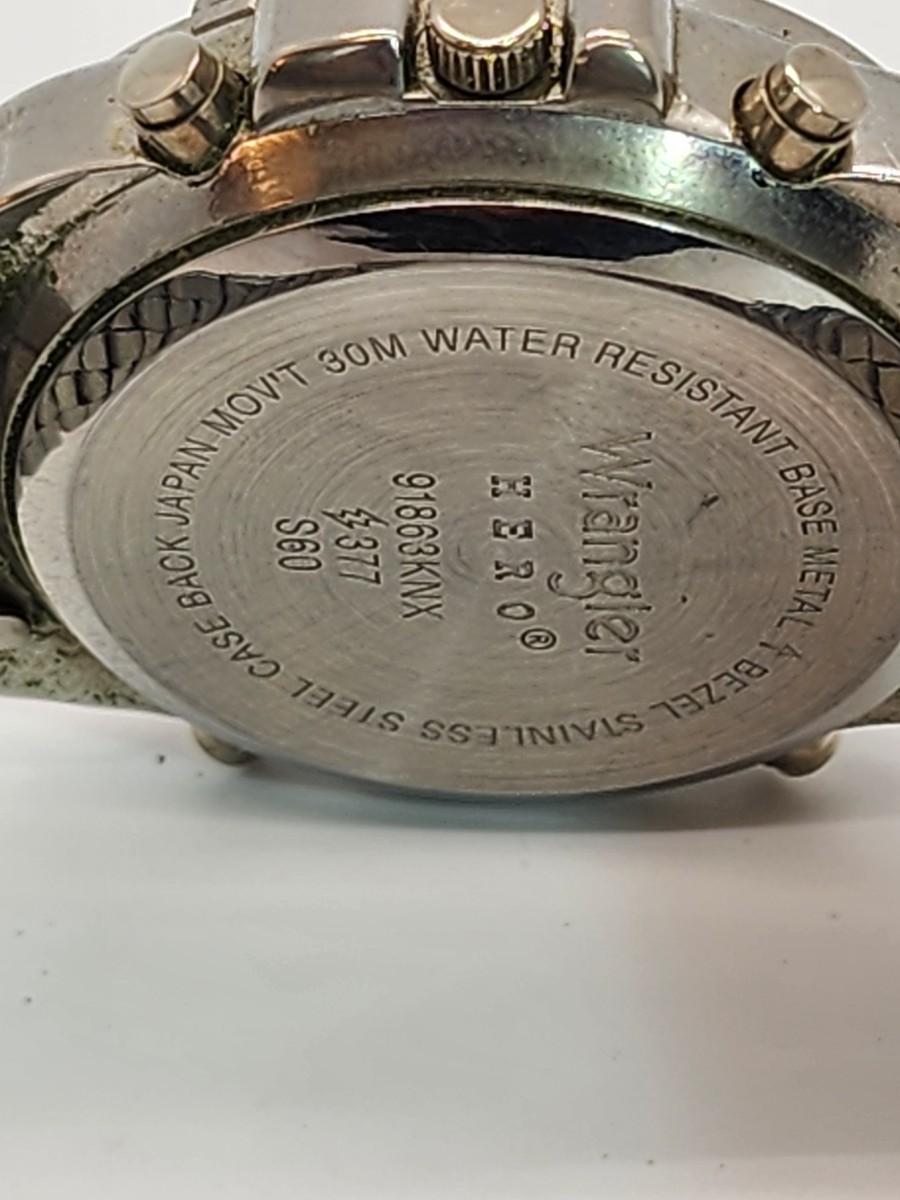 Wrangler
HERO®
91863KNX
377
S60
BASE METAL & BEZEL STAINLESS STEEL CASE BACK JAPAN MOV'T 30M WATER RESISTANT